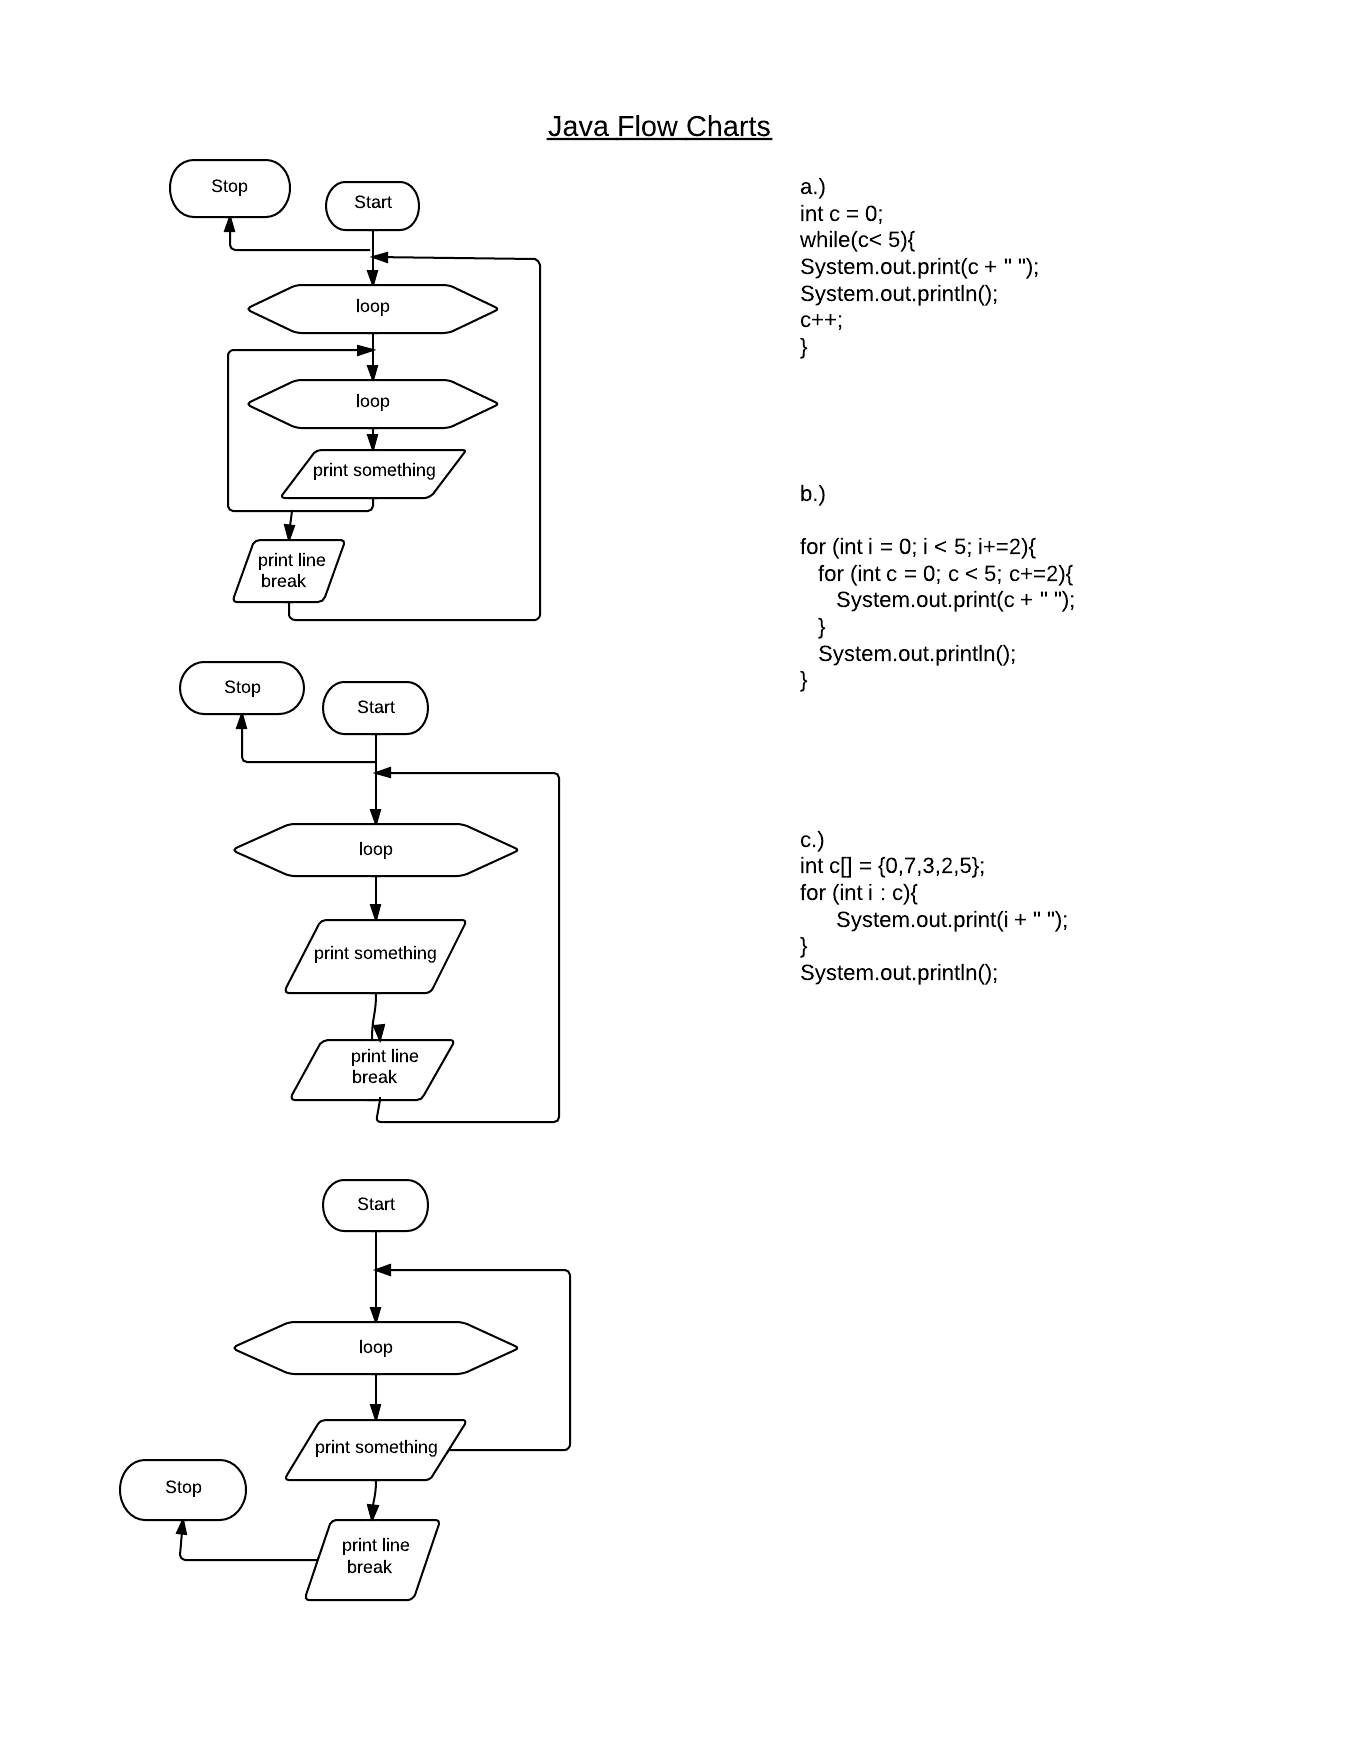 Java Flow Charts
Stop
Start
loop
loop
print something
print line
break
Stop
Start
loop
print something
print line
break
Start
loop
print something
Stop
print line
break
a.)
int c = 0;
while(c< 5){
System.out.print(c + " ");
System.out.println();
c++;
}
b.)
for (int i = 0; i < 5; i+=2){
for (int c = 0; c < 5; c+=2){
System.out.print(c + " ");
}
System.out.println();
}
c.)
int c[] = {0,7,3,2,5};
for (int i : c){
System.out.print(i + " ");
}
System.out.println();